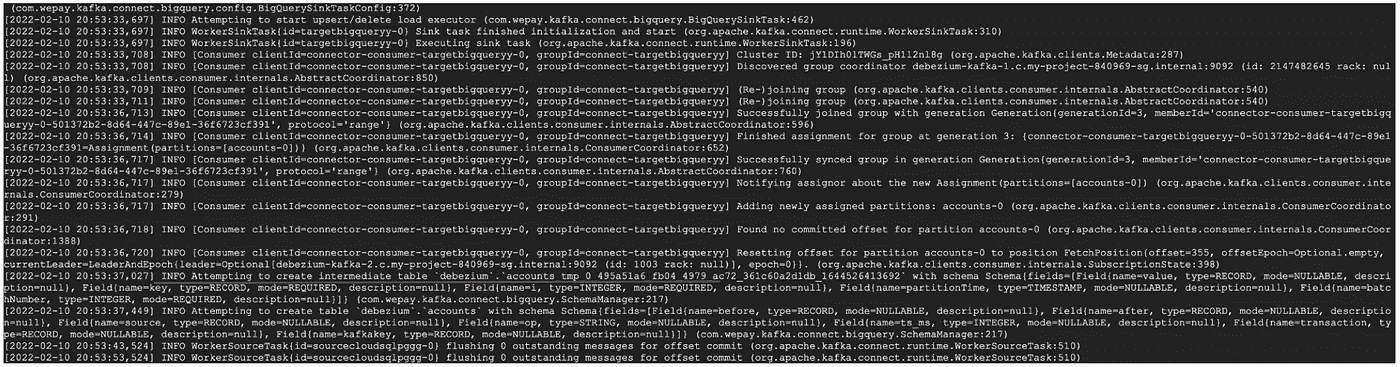 (com.wepay.kafka.connect.bigquery.config.BigQuerySinkTaskConfig:372)
[2022-02-10 20:53:33,697] INFO Attempting to start upsert/delete load executor (com.wepay.kafka.connect.bigquery.BigQuerySinkTask:462)
[2022-02-10 20:53:33,697] INFO WorkerSinkTask{id=targetbigqueryy-0} Sink task finished initialization and start (org.apache.kafka.connect.runtime.WorkerSinkTask:310)
[2022-02-10 20:53:33,697] INFO WorkerSinkTask{id=targetbigqueryy-0} Executing sink task (org.apache.kafka.connect.runtime.WorkerSinkTask:196)
[2022-02-10 20:53:33,708] INFO [Consumer clientId=connector-consumer-targetbigqueryy-0, groupId=connect-targetbigqueryy] Cluster ID: jY1DIhOlTWGs_pH1l2nl8g (org.apache.kafka.clients.Metadata:287)
[2022-02-10 20:53:33,708] INFO [Consumer clientId=connector-consumer-targetbigqueryy-0, groupId=connect-targetbigqueryy] Discovered group coordinator debezium-kafka-1.c.my-project-840969-sg.internal:9092 (id: 2147482645 rack: nul
l) (org.apache.kafka.clients.consumer.internals.AbstractCoordinator:850)
[2022-02-10 20:53:33,709] INFO [Consumer clientId=connector-consumer-targetbigqueryy-0, groupId=connect-targetbigqueryy] (Re-)joining group (org.apache.kafka.clients.consumer.internals.AbstractCoordinator:540)
[2022-02-10 20:53:33,711] INFO [Consumer clientId=connector-consumer-targetbigqueryy-0, groupId=connect-targetbigqueryy] (Re-)joining group (org.apache.kafka.clients.consumer.internals.AbstractCoordinator:540)
[2022-02-10 20:53:36,713] INFO [Consumer clientId=connector-consumer-targetbigqueryy-0, groupId=connect-targetbigqueryy] Successfully joined group with generation Generation{generationId=3, memberId='connector-consumer-targetbigq
ueryy-0-501372b2-8d64-447c-89e1-36f6723cf391', protocol='range'} (org.apache.kafka.clients.consumer.internals.AbstractCoordinator:596)
[2022-02-10 20:53:36,714] INFO [Consumer clientId=connector-consumer-targetbigqueryy-0, groupId=connect-targetbigqueryy] Finished assignment for group at generation 3: {connector-consumer-targetbigqueryy-0-501372b2-8d64-447c-89e1
-36f6723cf391=Assignment(partitions=[accounts-0])} (org.apache.kafka.clients.consumer.internals.ConsumerCoordinator:652)
[2022-02-10 20:53:36,717] INFO [Consumer clientId=connector-consumer-targetbigqueryy-0, groupId=connect-targetbigqueryy] Successfully synced group in generation Generation{generationId=3, memberId='connector-consumer-targetbigque
ryy-0-501372b2-8d64-447c-89e1-36f6723cf391', protocol='range'} (org.apache.kafka.clients.consumer.internals.AbstractCoordinator:760)
[2022-02-10 20:53:36,717] INFO [Consumer clientId=connector-consumer-targetbigqueryy-0, groupId=connect-targetbigqueryy] Notifying assignor about the new Assignment(partitions=[accounts-0]) (org.apache.kafka.clients.consumer.inte
rnals.ConsumerCoordinator:279)
[2022-02-10 20:53:36,717] INFO [Consumer clientId=connector-consumer-targetbigqueryy-0, groupId=connect-targetbigqueryy] Adding newly assigned partitions: accounts-0 (org.apache.kafka.clients.consumer.internals.ConsumerCoordinato
r:291)
[2022-02-10 20:53:36,718] INFO [Consumer clientId=connector-consumer-targetbigqueryy-0, groupId=connect-targetbigqueryy] Found no committed offset for partition accounts-0 (org.apache.kafka.clients.consumer.internals.ConsumerCoor
dinator:1388)
[2022-02-10 20:53:36,720] INFO [Consumer clientId=connector-consumer-targetbigqueryy-0, groupId=connect-targetbigqueryy] Resetting offset for partition accounts-0 to position FetchPosition{offset=355, offsetEpoch=Optional.empty,
currentLeader=LeaderAndEpoch{leader=Optional[debezium-kafka-2.c.my-project-840969-sg.internal:9092 (id: 1003 rack: null)], epoch=0}}. (org.apache.kafka.clients.consumer.internals.SubscriptionState:398)
[2022-02-10 20:53:37,027] INFO Attempting to create intermediate table `debezium`.`accounts_tmp_0_495a51a6_fb04_4979_ac72_361c60a2d1db_1644526413692` with schema Schema{fields=[Field{name=value, type=RECORD, mode=NULLABLE, descri
ption=null}, Field{name=key, type=RECORD, mode=REQUIRED, description=null}, Field{name=i, type=INTEGER, mode=REQUIRED, description=null}, Field{name=partitionTime, type=TIMESTAMP, mode=NULLABLE, description=null}, Field{name=batc
hNumber, type=INTEGER, mode=REQUIRED, description=null}]} (com.wepay.kafka.connect.bigquery.SchemaManager:217)
[2022-02-10 20:53:37,449] INFO Attempting to create table `debezium`.`accounts` with schema Schema{fields=[Field{name=before, type=RECORD, mode=NULLABLE, description=null}, Field{name=after, type=RECORD, mode=NULLABLE, descriptio
n=null}, Field{name=source, type=RECORD, mode=NULLABLE, description=null}, Field{name=op, type=STRING, mode=NULLABLE, description=null}, Field{name=ts_ms, type=INTEGER, mode=NULLABLE, description=null}, Field{name=transaction, ty
pe=RECORD, mode=NULLABLE, description=null}, Field{name=kafkakey, type=RECORD, mode=NULLABLE, description=null}]} (com.wepay.kafka.connect.bigquery.SchemaManager:217)
[2022-02-10 20:53:43,524] INFO WorkerSourceTask{id=sourcecloudsqlpggg-0} flushing 0 outstanding messages for offset commit (org.apache.kafka.connect.runtime.WorkerSourceTask:510)
[2022-02-10 20:53:53,524] INFO WorkerSourceTask{id=sourcecloudsqlpggg-0} flushing 0 outstanding messages for offset commit (org.apache.kafka.connect.runtime.WorkerSourceTask:510)